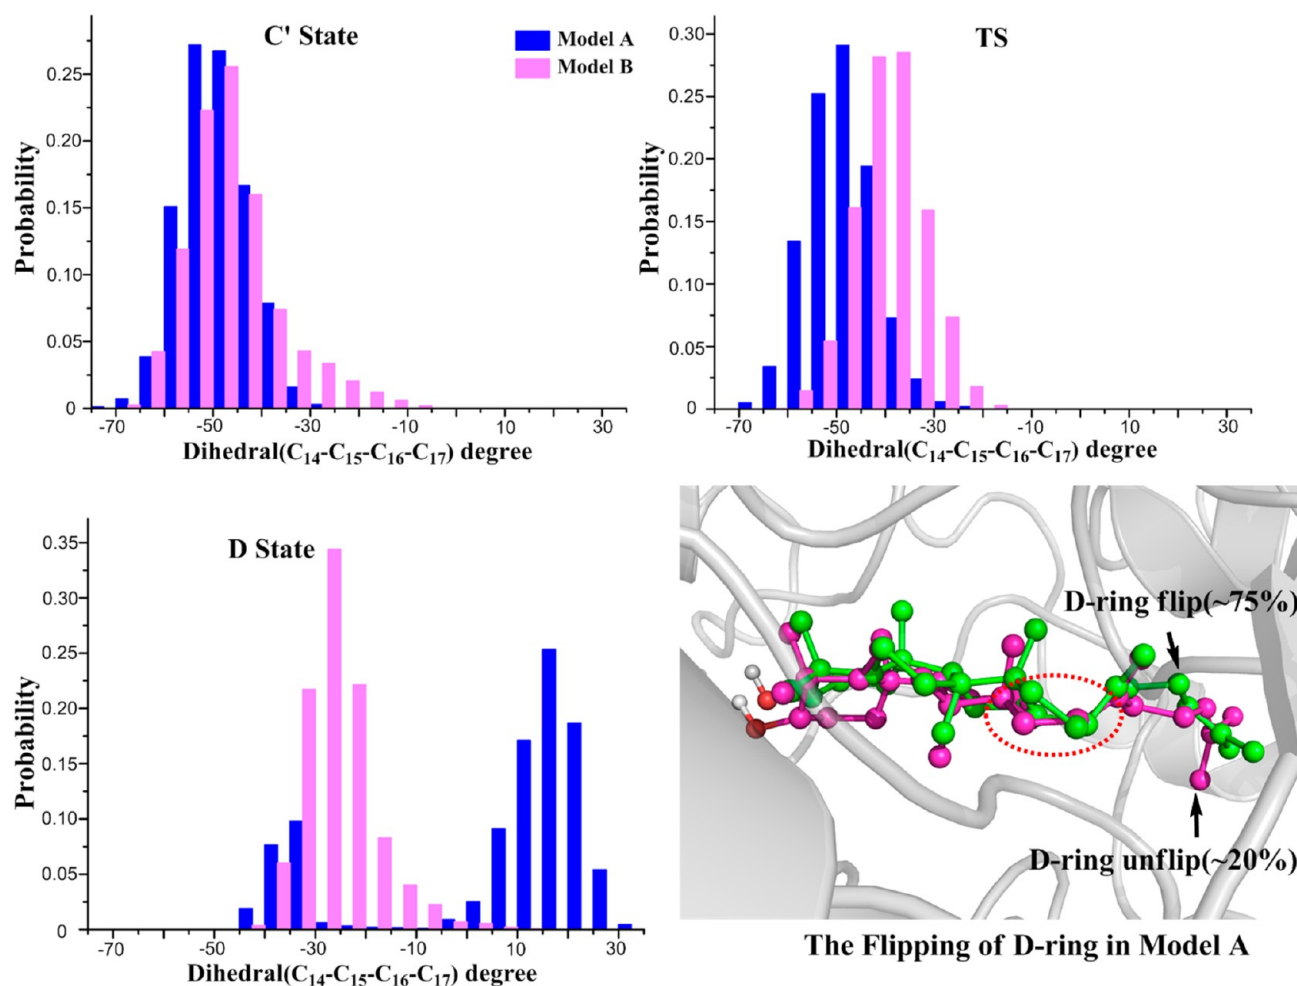 C' State
Model A
Model B
Probability
0.25
0.20
0.15
0.10
0.05
0
-70
-50
-30
-10
10
30
Dihedral(C₁₄-C₁₅-C₁₆-C₁₇) degree
TS
Probability
0.30
0.25
0.20
0.15
0.10
0.05
0
-70
-50
-30
-10
10
30
Dihedral(C₁₄-C₁₅-C₁₆-C₁₇) degree
D State
Probability
0.35
0.30
0.25
0.20
0.15
0.10
0.05
0
-70
-50
-30
-10
10
30
Dihedral(C₁₄-C₁₅-C₁₆-C₁₇) degree
D-ring flip(~75%)
D-ring unflip(~20%)
The Flipping of D-ring in Model A